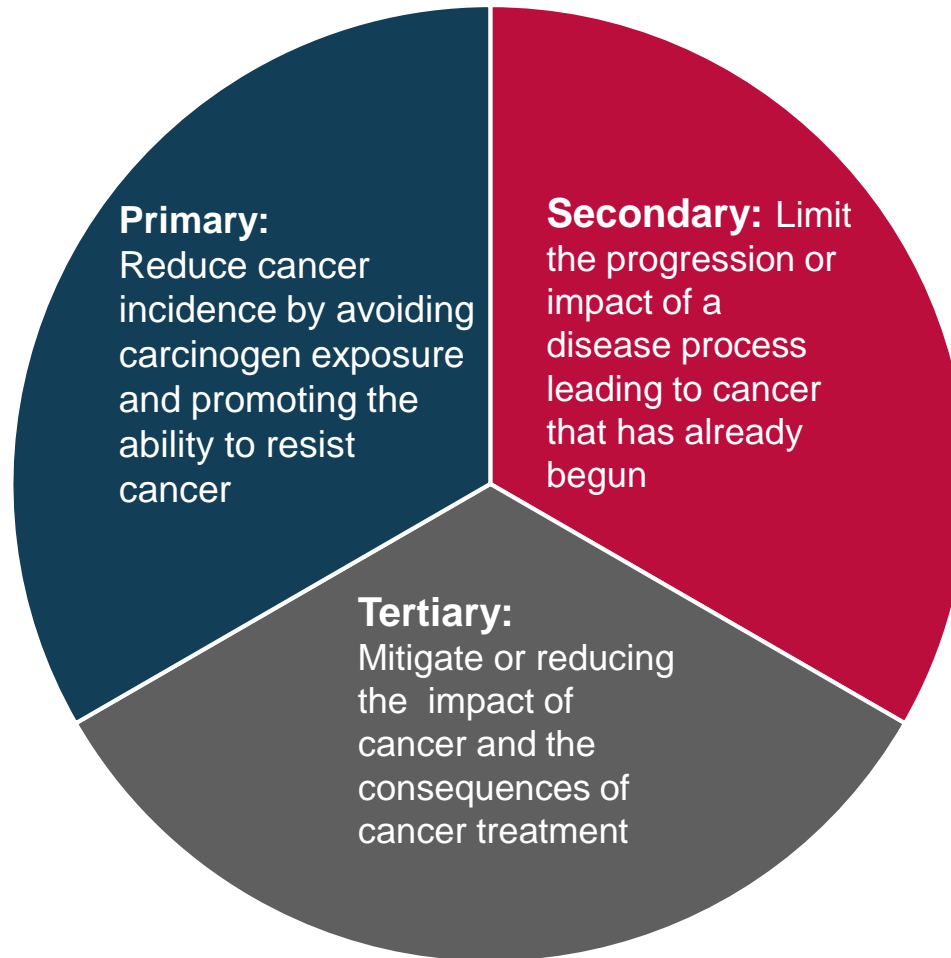 Primary:
Reduce cancer
incidence by avoiding
carcinogen exposure
and promoting the
ability to resist
cancer
Secondary: Limit
the progression or
impact of a
disease process
leading to cancer
that has already
begun
Tertiary:
Mitigate or reducing
the  impact of
cancer and the
consequences of
cancer treatment